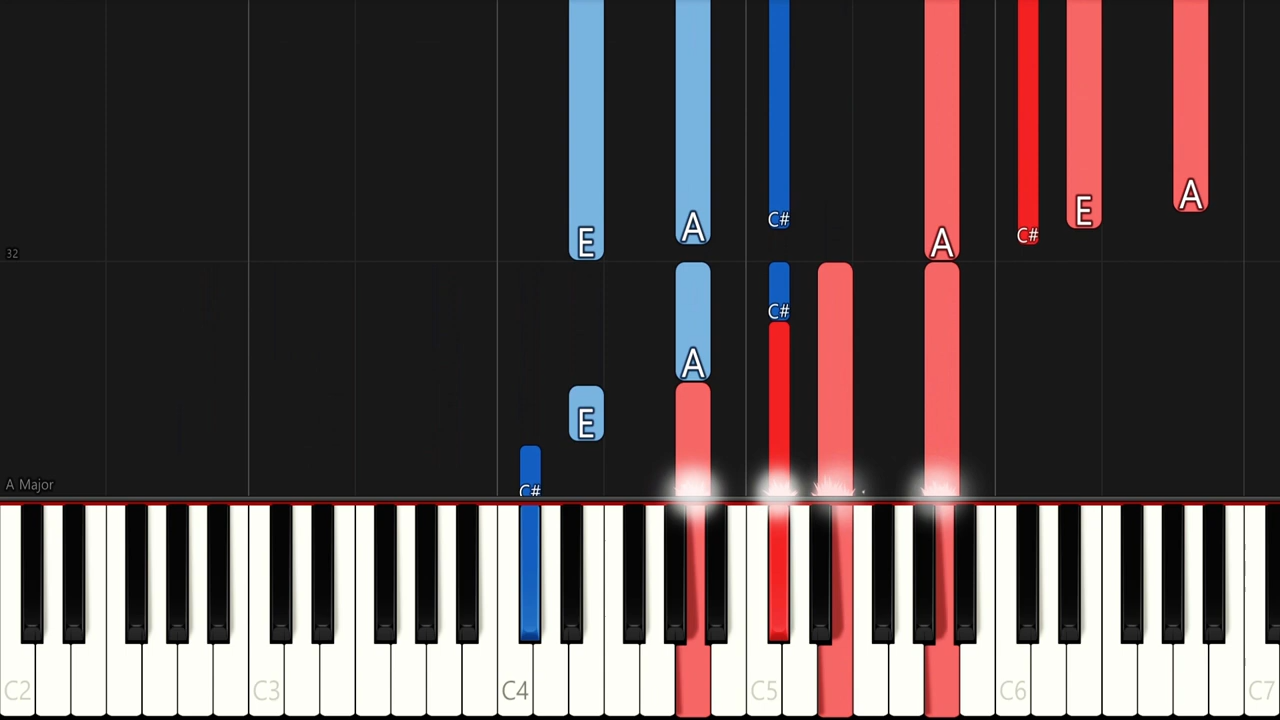 E A C# A C# E A
32
A C#
E
A Major C#
C2 C3 C4 C5 C6 C7